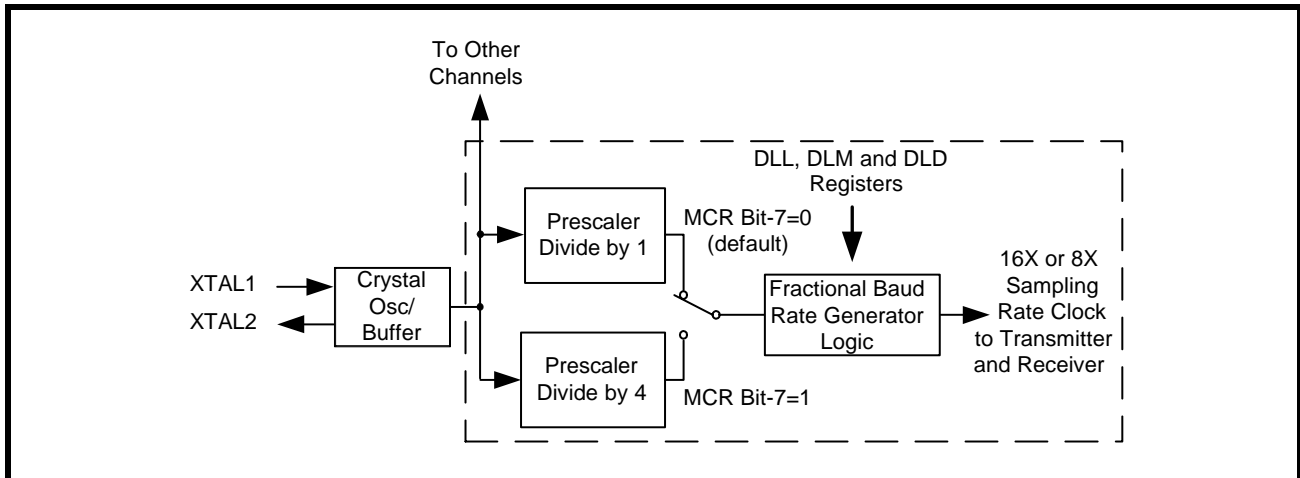 To Other
Channels
DLL, DLM and DLD
Registers
Prescaler
Divide by 1
MCR Bit-7=0
(default)
XTAL1
XTAL2
Crystal
Osc/
Buffer
Fractional Baud
Rate Generator
Logic
16X or 8X
Sampling
Rate Clock
to Transmitter
and Receiver
Prescaler
Divide by 4
MCR Bit-7=1